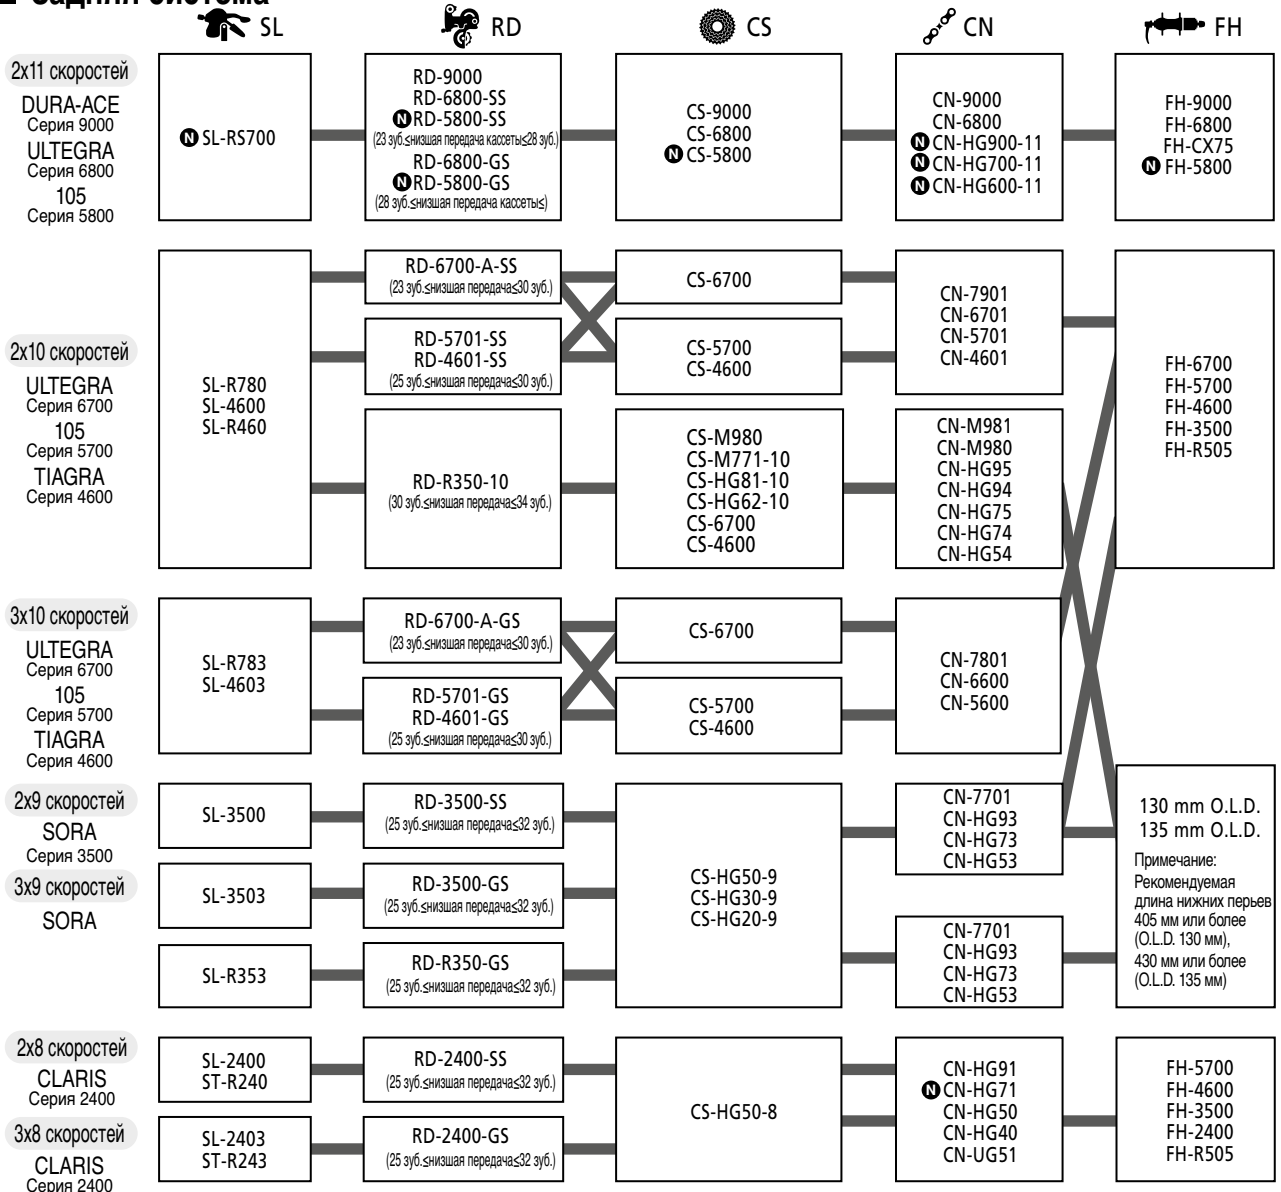 Задняя система
SL
RD
CS
CN
FH
2x11 скоростей
DURA-ACE
Серия 9000
ULTEGRA
Серия 6800
105
Серия 5800
N SL-RS700
RD-9000
RD-6800-SS
N RD-5800-SS
(23 зуб.≤низшая передача кассеты≤28 зуб.)
RD-6800-GS
N RD-5800-GS
(28 зуб.≤низшая передача кассеты≤)
CS-9000
CS-6800
N CS-5800
CN-9000
CN-6800
N CN-HG900-11
N CN-HG700-11
N CN-HG600-11
FH-9000
FH-6800
FH-CX75
N FH-5800
2x10 скоростей
ULTEGRA
Серия 6700
105
Серия 5700
TIAGRA
Серия 4600
SL-R780
SL-4600
SL-R460
RD-6700-A-SS
(23 зуб.≤низшая передача≤30 зуб.)
RD-5701-SS
RD-4601-SS
(25 зуб.≤низшая передача≤30 зуб.)
RD-R350-10
(30 зуб.≤низшая передача≤34 зуб.)
CS-6700
CS-5700
CS-4600
CS-M980
CS-M771-10
CS-HG81-10
CS-HG62-10
CS-6700
CS-4600
CN-7901
CN-6701
CN-5701
CN-4601
CN-M981
CN-M980
CN-HG95
CN-HG94
CN-HG75
CN-HG74
CN-HG54
FH-6700
FH-5700
FH-4600
FH-3500
FH-R505
3x10 скоростей
ULTEGRA
Серия 6700
105
Серия 5700
TIAGRA
Серия 4600
SL-R783
SL-4603
RD-6700-A-GS
(23 зуб.≤низшая передача≤30 зуб.)
RD-5701-GS
RD-4601-GS
(25 зуб.≤низшая передача≤30 зуб.)
CS-6700
CS-5700
CS-4600
CN-7801
CN-6600
CN-5600
2x9 скоростей
SORA
Серия 3500
3x9 скоростей
SORA
SL-3500
SL-3503
SL-R353
RD-3500-SS
(25 зуб.≤низшая передача≤32 зуб.)
RD-3500-GS
(25 зуб.≤низшая передача≤32 зуб.)
RD-R350-GS
(25 зуб.≤низшая передача≤32 зуб.)
CS-HG50-9
CS-HG30-9
CS-HG20-9
CN-7701
CN-HG93
CN-HG73
CN-HG53
CN-7701
CN-HG93
CN-HG73
CN-HG53
130 mm O.L.D.
135 mm O.L.D.
Примечание:
Рекомендуемая
длина нижних перьев
405 мм или более
(O.L.D. 130 мм),
430 мм или более
(O.L.D. 135 мм)
2x8 скоростей
CLARIS
Серия 2400
3x8 скоростей
CLARIS
Серия 2400
SL-2400
ST-R240
SL-2403
ST-R243
RD-2400-SS
(25 зуб.≤низшая передача≤32 зуб.)
RD-2400-GS
(25 зуб.≤низшая передача≤32 зуб.)
CS-HG50-8
CN-HG91
N CN-HG71
CN-HG50
CN-HG40
CN-UG51
FH-5700
FH-4600
FH-3500
FH-2400
FH-R505